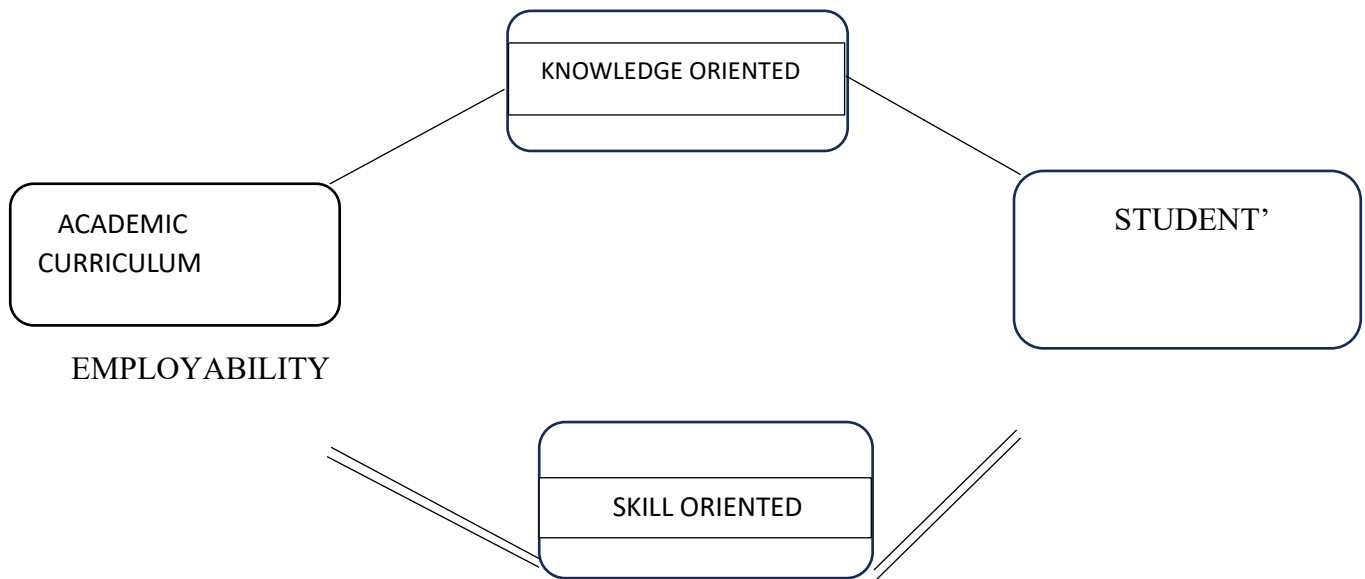 KNOWLEDGE ORIENTED
ACADEMIC
CURRICULUM
STUDENT’
EMPLOYABILITY
SKILL ORIENTED